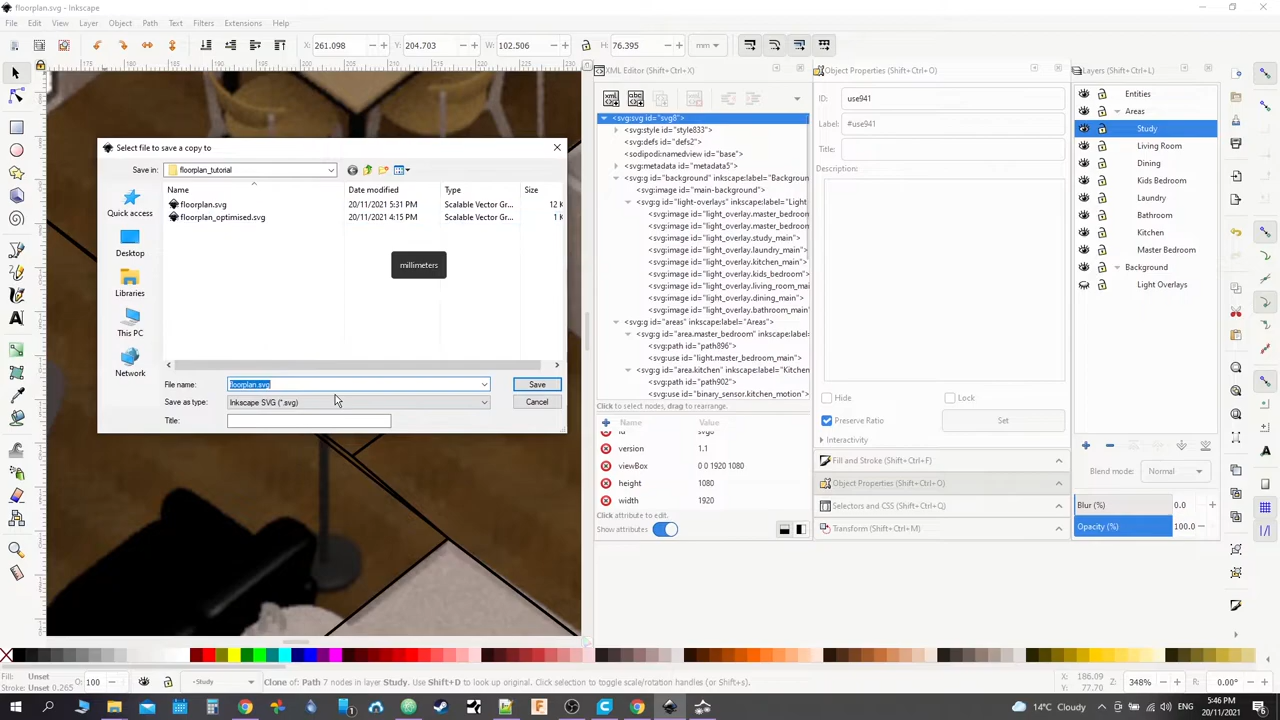 floorplan.svg - Inkscape
File Edit View Layer Object Path Text Filters Extensions Help
X: 261.098 Y: 204.703 W: 102.506 H: 76.395 mm
175 180 200 205 210 215 220
XML Editor (Shift+Ctrl+X)
Object Properties (Shift+Ctrl+O)
Layers (Shift+Ctrl+L)
Select file to save a copy to
Save in: floorplan_tutorial
Name Date modified Type Size
floorplan.svg 20/11/2021 5:31 PM Scalable Vector Gr... 12 K
floorplan_optimised.svg 20/11/2021 4:15 PM Scalable Vector Gr... 1 K
Quick access
Desktop
Libraries
This PC
Network
millimeters
File name: floorplan.svg Save
Save as type: Inkscape SVG (*.svg) Cancel
Title:
<svg:svg id="svg8">
<svg:style id="style833">
<svg:defs id="defs2">
<sodipodi:namedview id="base">
<svg:metadata id="metadata5">
<svg:g id="background" inkscape:label="Backgroun
<svg:image id="main-background">
<svg:g id="light-overlays" inkscape:label="Light
<svg:image id="light_overlay.master_bedroom
<svg:image id="light_overlay.master_bedroom
<svg:image id="light_overlay.study_main">
<svg:image id="light_overlay.laundry_main">
<svg:image id="light_overlay.kitchen_main">
<svg:image id="light_overlay.kids_bedroom">
<svg:image id="light_overlay.living_room_mai
<svg:image id="light_overlay.dining_main">
<svg:image id="light_overlay.bathroom_main"
<svg:g id="areas" inkscape:label="Areas">
<svg:g id="area.master_bedroom" inkscape:label=
<svg:path id="path896">
<svg:use id="light.master_bedroom_main">
<svg:g id="area.kitchen" inkscape:label="Kitchen
<svg:path id="path902">
<svg:use id="binary_sensor.kitchen_motion">
Click to select nodes, drag to rearrange.
Name Value
id svg8
version 1.1
viewBox 0 0 1920 1080
height 1080
width 1920
Click attribute to edit.
Show attributes
ID: use941
Label: #use941
Title:
Description:
Hide Lock
Preserve Ratio Set
Interactivity
Fill and Stroke (Shift+Ctrl+F)
Object Properties (Shift+Ctrl+O)
Selectors and CSS (Shift+Ctrl+Q)
Transform (Shift+Ctrl+M)
Entities
Areas
Study
Living Room
Dining
Kids Bedroom
Laundry
Bathroom
Kitchen
Master Bedroom
Background
Light Overlays
Blend mode: Normal
Blur (%) 0.0
Opacity (%) 100.0
Fill: Unset
Stroke: Unset 0.265
O: 100
Study
Clone of: Path 7 nodes in layer Study. Use Shift+D to look up original. Click selection to toggle scale/rotation handles (or Shift+s).
X: 186.09
Y: 77.70
Z: 348%
R: 0.00°
14°C Cloudy
5:46 PM
20/11/2021